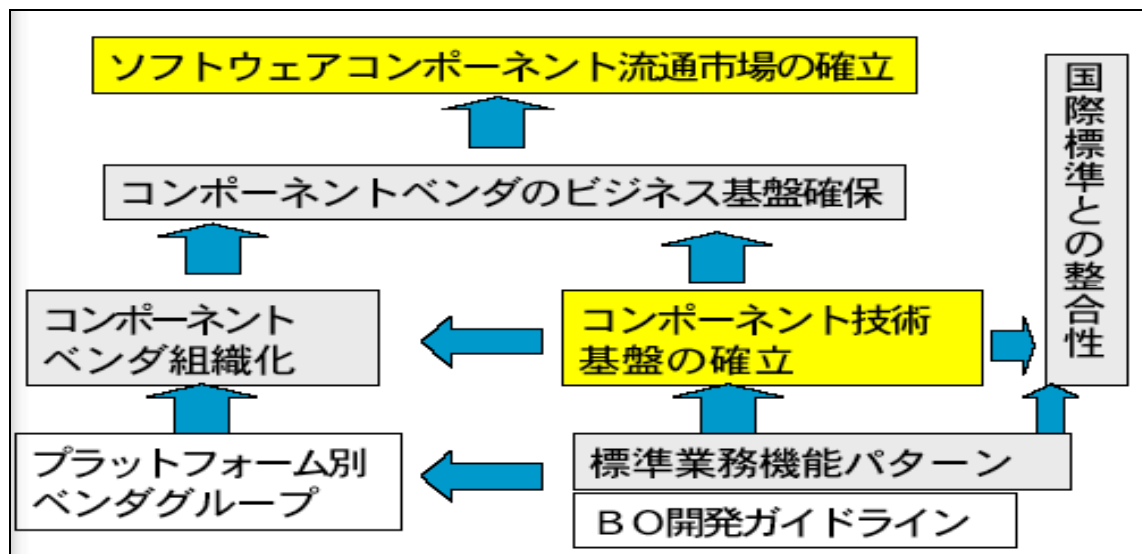 ソフトウェアコンポーネント流通市場の確立
国際標準との整合性
コンポーネントベンダのビジネス基盤確保
コンポーネント
ベンダ組織化
コンポーネント技術
基盤の確立
プラットフォーム別
ベンダグループ
標準業務機能パターン
ＢＯ開発ガイドライン